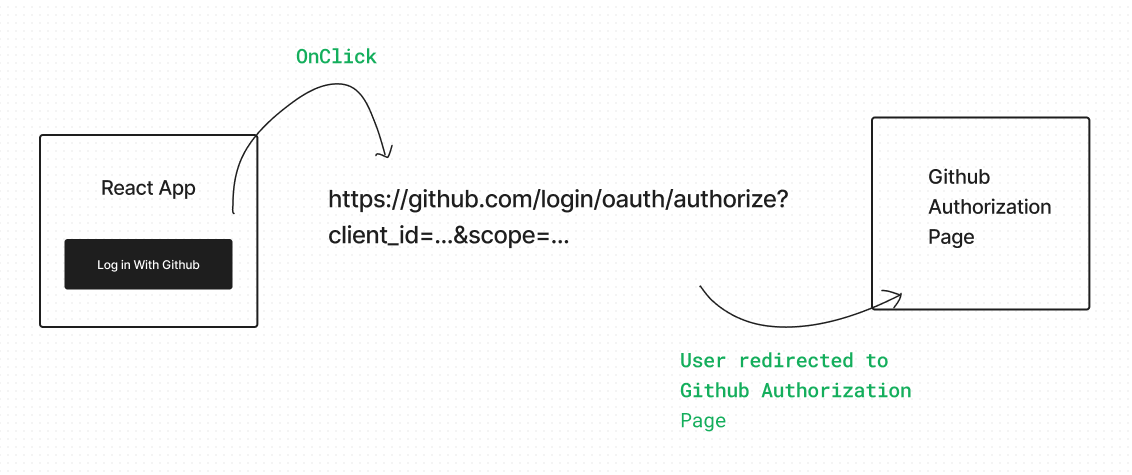 OnClick
React App
Log in With Github
https://github.com/login/oauth/authorize?
client_id=...&scope=...
Github
Authorization
Page
User redirected to
Github Authorization
Page